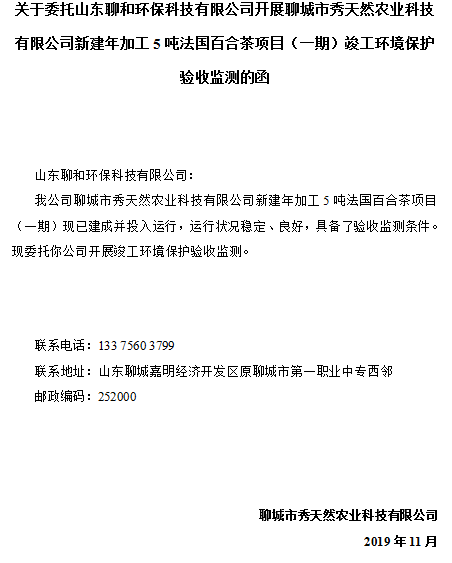 关于委托山东聊和环保科技有限公司开展聊城市秀天然农业科技
有限公司新建年加工 5 吨法国百合茶项目（一期）竣工环境保护
验收监测的函
山东聊和环保科技有限公司：
我公司聊城市秀天然农业科技有限公司新建年加工 5 吨法国百合茶项目
（一期）现已建成并投入运行，运行状况稳定、良好，具备了验收监测条件。
现委托你公司开展竣工环境保护验收监测。
联系电话：133 7560 3799
联系地址：山东聊城嘉明经济开发区原聊城市第一职业中专西邻
邮政编码：252000
聊城市秀天然农业科技有限公司
2019 年 11 月